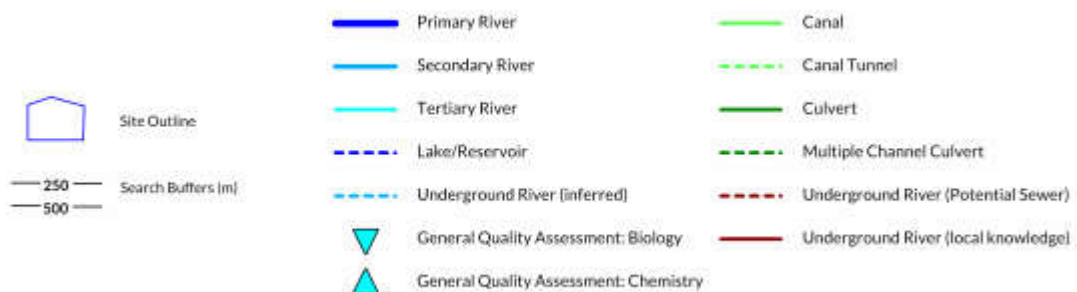 Site Outline
250
Search Buffers (m)
500
Primary River
Secondary River
Tertiary River
Lake/Reservoir
Underground River (inferred)
General Quality Assessment: Biology
General Quality Assessment: Chemistry
Canal
Canal Tunnel
Culvert
Multiple Channel Culvert
Underground River (Potential Sewer)
Underground River (local knowledge)